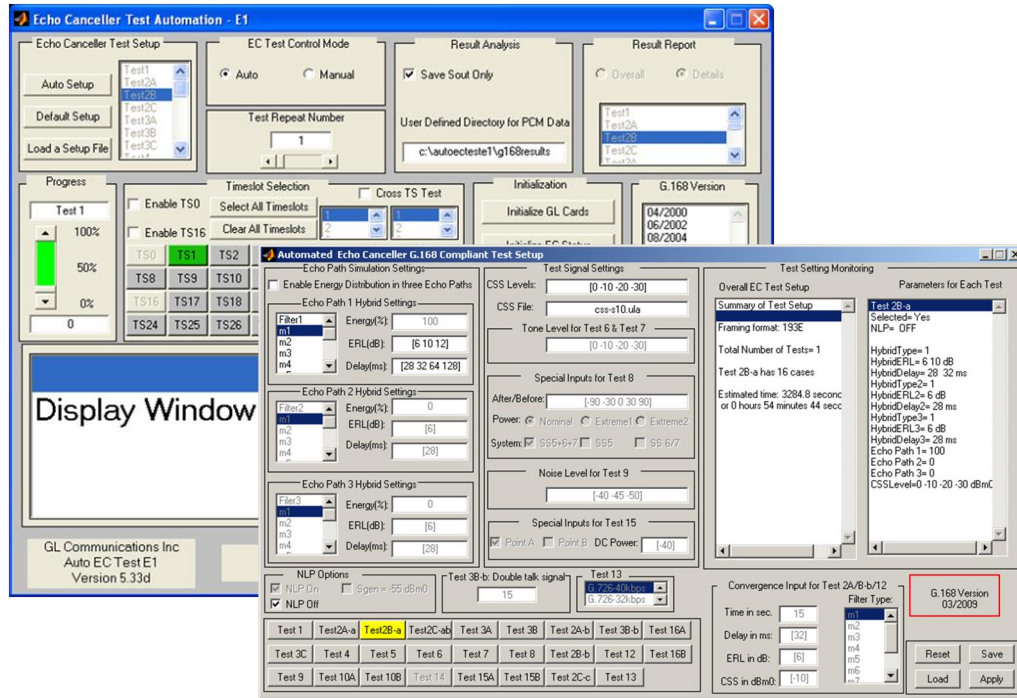 Echo Canceller Test Automation - E1
Echo Canceller Test Setup
Auto Setup
Default Setup
Load a Setup File
Test1
Test2A
Test2B
Test2C
Test3A
Test3B
Test3C
EC Test Control Mode
Auto
Manual
Test Repeat Number
1
Result Analysis
Save Sout Only
User Defined Directory for PCM Data
c:\autoecteste1\g168results
Result Report
Overall
Details
Test1
Test2A
Test2B
Test2C
Progress
Test 1
100%
50%
0%
0
Timeslot Selection
Enable TS0
Select All Timeslots
Cross TS Test
Enable TS16
Clear All Timeslots
1
2
1
2
TS0
TS1
TS2
TS8
TS9
TS10
TS16
TS17
TS18
TS24
TS25
TS26
Initialization
Initialize GL Cards
Initialize EC Status
G.168 Version
04/2000
06/2002
08/2004
Display Window
GL Communications Inc
Auto EC Test E1
Version 5.33d
Automated Echo Canceller G.168 Compliant Test Setup
Echo Path Simulation Settings
Enable Energy Distribution in three Echo Paths
Echo Path 1 Hybrid Settings
Filter1
m1
m2
m3
m4
Energy(%):
100
ERL(dB):
[6 10 12]
Delay(ms):
[28 32 64 128]
Echo Path 2 Hybrid Settings
Filter2
m1
m2
m3
m4
Energy(%):
0
ERL(dB):
[6]
Delay(ms):
[28]
Echo Path 3 Hybrid Settings
Filer3
m1
m2
m3
m4
Energy(%):
0
ERL(dB):
[6]
Delay(ms):
[28]
Test Signal Settings
CSS Levels:
[0 -10 -20 -30]
CSS File:
css-s10.ula
Tone Level for Test 6 & Test 7
[0 -10 -20 -30]
Special Inputs for Test 8
After/Before:
[-90 -30 0 30 90]
Power:
Nominal
Extreme1
Extreme2
System:
SS5+6+7
SS5
SS 6/7
Noise Level for Test 9
[-40 -45 -50]
Special Inputs for Test 15
Point A
Point B
DC Power:
[-40]
Test Setting Monitoring
Overall EC Test Setup
Summary of Test Setup
Framing format: 193E
Total Number of Tests= 1
Test 2B-a has 16 cases
Estimated time: 3284.8 second
or 0 hours 54 minutes 44 secc
Parameters for Each Test
Test 2B-a
Selected= Yes
NLP= OFF
HybridType= 1
HybridERL= 6 10 dB
HybridDelay= 28 32 ms
HybridType2= 1
HybridERL2= 6 dB
HybridDelay2= 28 ms
HybridType3= 1
HybridERL3= 6 dB
HybridDelay3= 28 ms
Echo Path 1= 100
Echo Path 2= 0
Echo Path 3= 0
CSSLevel=0 -10 -20 -30 dBmC
NLP Options
NLP On
Sgen = -55 dBm0
NLP Off
Test 3B-b: Double talk signal
15
Test 13
G.726-40kbps
G.726-32kbps
Test 1
Test2A-a
Test2B-a
Test2C-ab
Test 3A
Test 3B
Test 2A-b
Test 3B-b
Test 16A
Test 3C
Test 4
Test 5
Test 6
Test 7
Test 8
Test 2B-b
Test 12
Test 16B
Test 9
Test 10A
Test 10B
Test 14
Test 15A
Test 15B
Test 2C-c
Test 13
Convergence Input for Test 2A/B-b/12
Time in sec.
15
Delay in ms:
[32]
ERL in dB:
[6]
CSS in dBm0:
[-10]
Filter Type:
m1
m2
m3
m4
m5
m6
m7
G.168 Version
03/2009
Reset
Save
Load
Apply